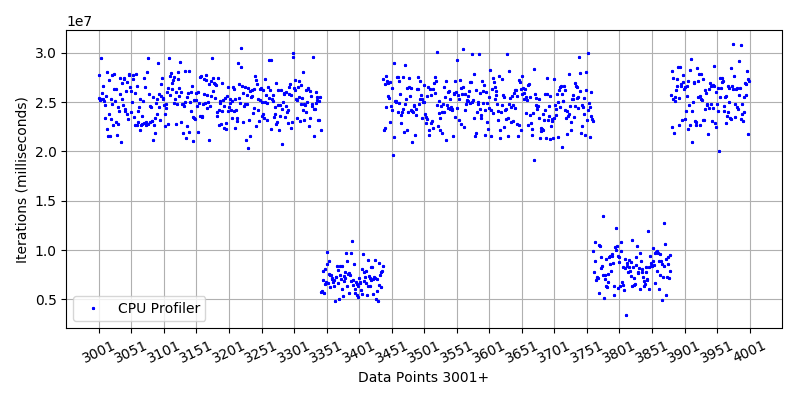 1e7
3.0
2.5
2.0
1.5
1.0
0.5
Iterations (milliseconds)
CPU Profiler
3001 3051 3101 3151 3201 3251 3301 3351 3401 3451 3501 3551 3601 3651 3701 3751 3801 3851 3901 3951 4001
Data Points 3001+